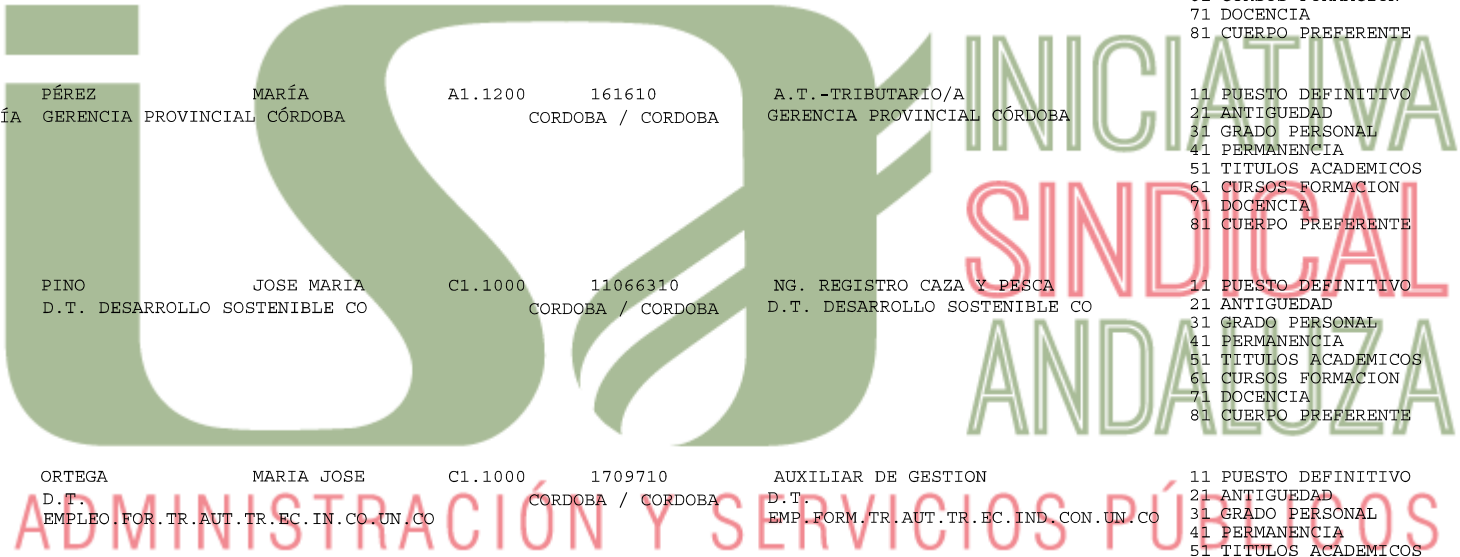 71 DOCENCIA
81 CUERPO PREFERENTE
PÉREZ MARÍA A1.1200 161610 A.T.-TRIBUTARIO/A 11 PUESTO DEFINITIVO
ÍA GERENCIA PROVINCIAL CÓRDOBA CORDOBA / CORDOBA GERENCIA PROVINCIAL CÓRDOBA 21 ANTIGUEDAD
31 GRADO PERSONAL
41 PERMANENCIA
51 TITULOS ACADEMICOS
61 CURSOS FORMACION
71 DOCENCIA
81 CUERPO PREFERENTE
PINO JOSE MARIA C1.1000 11066310 NG. REGISTRO CAZA Y PESCA 11 PUESTO DEFINITIVO
D.T. DESARROLLO SOSTENIBLE CO CORDOBA / CORDOBA D.T. DESARROLLO SOSTENIBLE CO 21 ANTIGUEDAD
31 GRADO PERSONAL
41 PERMANENCIA
51 TITULOS ACADEMICOS
61 CURSOS FORMACION
71 DOCENCIA
81 CUERPO PREFERENTE
ORTEGA MARIA JOSE C1.1000 1709710 AUXILIAR DE GESTION 11 PUESTO DEFINITIVO
D.T. CORDOBA / CORDOBA D.T. 21 ANTIGUEDAD
EMPLEO.FOR.TR.AUT.TR.EC.IN.CO.UN.CO EMP.FORM.TR.AUT.TR.EC.IND.CON.UN.CO 31 GRADO PERSONAL
41 PERMANENCIA
51 TITULOS ACADEMICOS
isa
INICIATIVA
SINDICAL
ANDALUZA
ADMINISTRACIÓN Y SERVICIOS PÚBLICOS